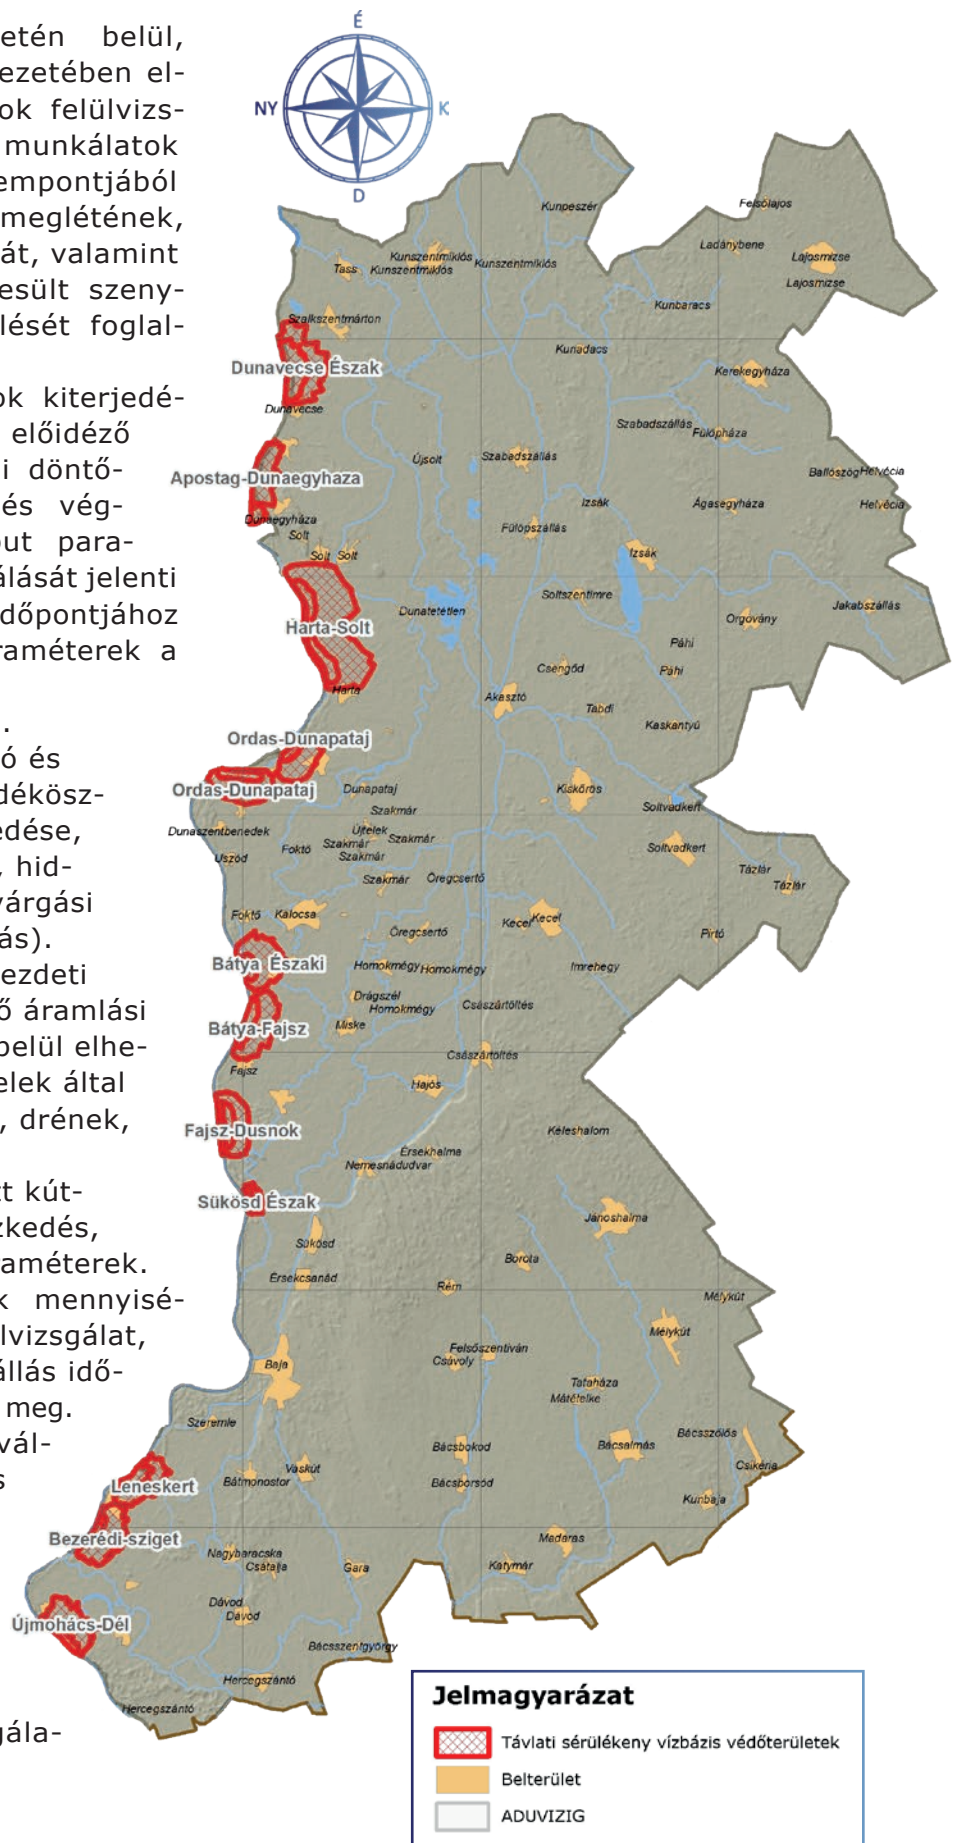 etén belül,
ezetében el-
ok felülvizs-
munkálatok
empontjából
meglétének,
át, valamint
esült szeny-
lését foglal-
ok kiterjedé-
előidéző
i döntő-
és vég-
out para-
álását jelenti
dőpontjához
raméterek a
.
ó és
dékösz-
edése,
, hid-
várgási
ás).
ezdeti
ő áramlási
belül elhe-
elek által
, drének,
tt kút-
zkedés,
raméterek.
k mennyisé-
lvizsgálat,
állás idő-
meg.
vál-
s
gála-
É
NY
K
D
Kunpeszér
Felsőlajos
Ladánybene
Lajosmizse
Lajosmizse
Tass
Kunszentmiklós
Kunszentmiklós
Kunszentmiklós
Kunbaracs
Szalkszentmárton
Kunadacs
Dunavecse Észak
Kerekegyháza
Dunavecse
Szabadszállás
Fülöpháza
Újsolt
Szabadszállás
Ballószög
Helvécia
Apostag-Dunaegyhaza
Izsák
Ágasegyháza
Helvécia
Dunaegyháza
Fülöpszállás
Solt
Solt
Solt
Izsák
Soltszentimre
Dunatetétlen
Jakabszállás
Orgovány
Harta-Solt
Páhi
Páhi
Csengőd
Harta
Akasztó
Tabdi
Kaskantyú
Ordas-Dunapataj
Ordas-Dunapataj
Dunapataj
Kiskőrös
Soltvadkert
Szakmár
Dunaszentbenedek
Újtelek
Szakmár
Szakmár
Foktő
Szakmár
Soltvadkert
Uszód
Szakmár
Öregcsertő
Tázlár
Tázlár
Foktő
Kalocsa
Kecel
Kecel
Öregcsertő
Pirtó
Bátya Északi
Homokmégy
Homokmégy
Imrehegy
Drágszél
Homokmégy
Császártöltés
Bátya-Fajsz
Miske
Császártöltés
Fajsz
Hajós
Fajsz-Dusnok
Kéleshalom
Érsekhalma
Nemesnádudvar
Sükösd Észak
Jánoshalma
Sükösd
Borota
Érsekcsanád
Rém
Mélykút
Mélykút
Felsőszentiván
Csávoly
Baja
Tataháza
Mátételke
Szeremle
Bácsszőlős
Bácsbokod
Bácsalmás
Csikéria
Leneskert
Bátmonostor
Vaskút
Bácsborsód
Kunbaja
Bezerédi-sziget
Madaras
Nagybaracska
Csátalja
Gara
Katymár
Dávod
Dávod
Újmohács-Dél
Bácsszentgyörgy
Hercegszántó
Hercegszántó
Jelmagyarázat
Távlati sérülékeny vízbázis védőterületek
Belterület
ADUVIZIG